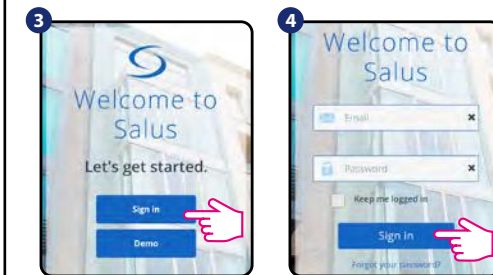 3
Welcome to
Salus
Let's get started.
Sign in
Demo
4
Welcome to
Salus
Email
Password
Keep me logged in
Sign in
Forgot your password?